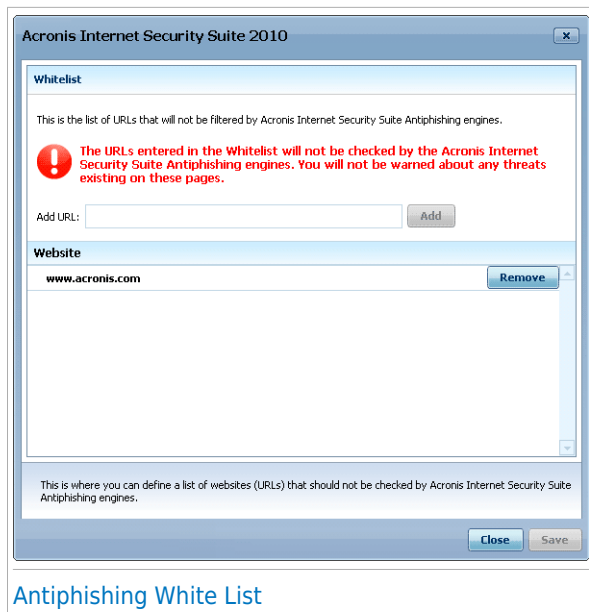 Acronis Internet Security Suite 2010
Whitelist
This is the list of URLs that will not be filtered by Acronis Internet Security Suite Antiphishing engines.
The URLs entered in the Whitelist will not be checked by the Acronis Internet
Security Suite Antiphishing engines. You will not be warned about any threats
existing on these pages.
Add URL:
Add
Website
www.acronis.com
Remove
This is where you can define a list of websites (URLs) that should not be checked by Acronis Internet Security Suite
Antiphishing engines.
Close
Save
Antiphishing White List